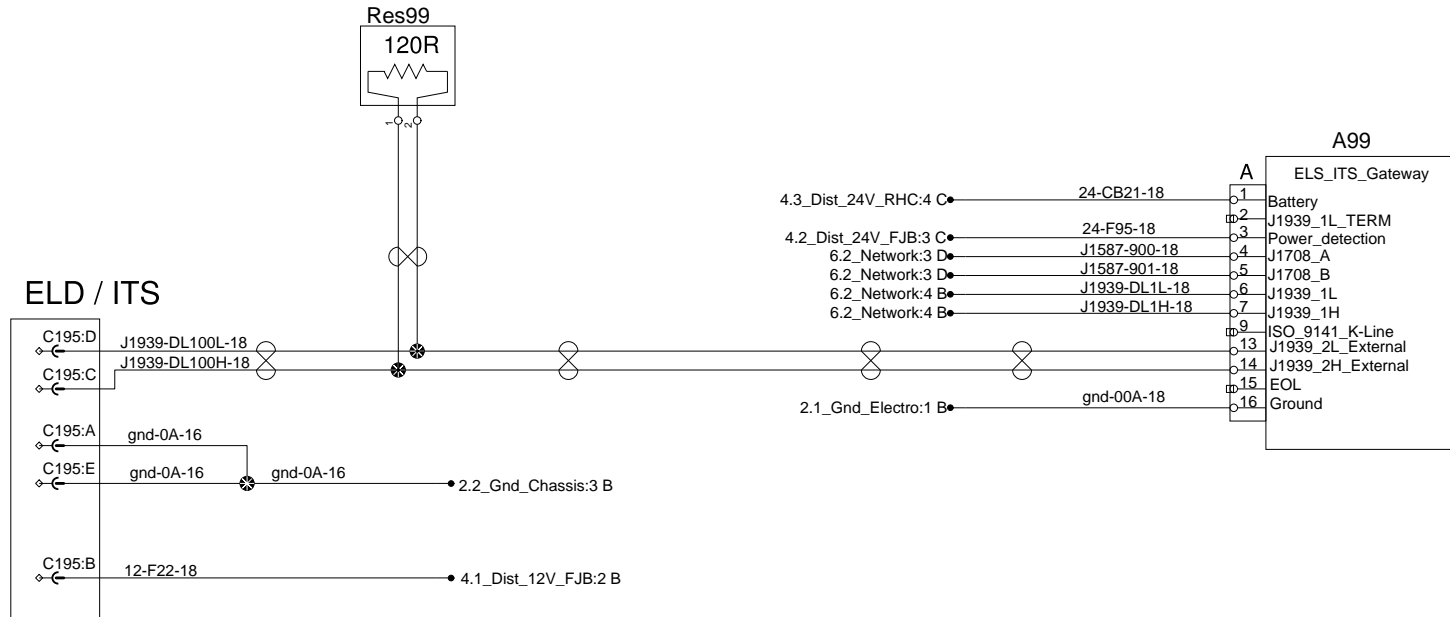 Res99
120R
1
2
A99
A
ELS_ITS_Gateway
4.3_Dist_24V_RHC:4 C
24-CB21-18
1
Battery
2
J1939_1L_TERM
4.2_Dist_24V_FJB:3 C
24-F95-18
3
Power_detection
6.2_Network:3 D
J1587-900-18
4
J1708_A
6.2_Network:3 D
J1587-901-18
5
J1708_B
6.2_Network:4 B
J1939-DL1L-18
6
J1939_1L
6.2_Network:4 B
J1939-DL1H-18
7
J1939_1H
9
ISO_9141_K-Line
13
J1939_2L_External
14
J1939_2H_External
15
EOL
2.1_Gnd_Electro:1 B
gnd-00A-18
16
Ground
ELD / ITS
C195:D
J1939-DL100L-18
C195:C
J1939-DL100H-18
C195:A
gnd-0A-16
C195:E
gnd-0A-16
gnd-0A-16
2.2_Gnd_Chassis:3 B
C195:B
12-F22-18
4.1_Dist_12V_FJB:2 B